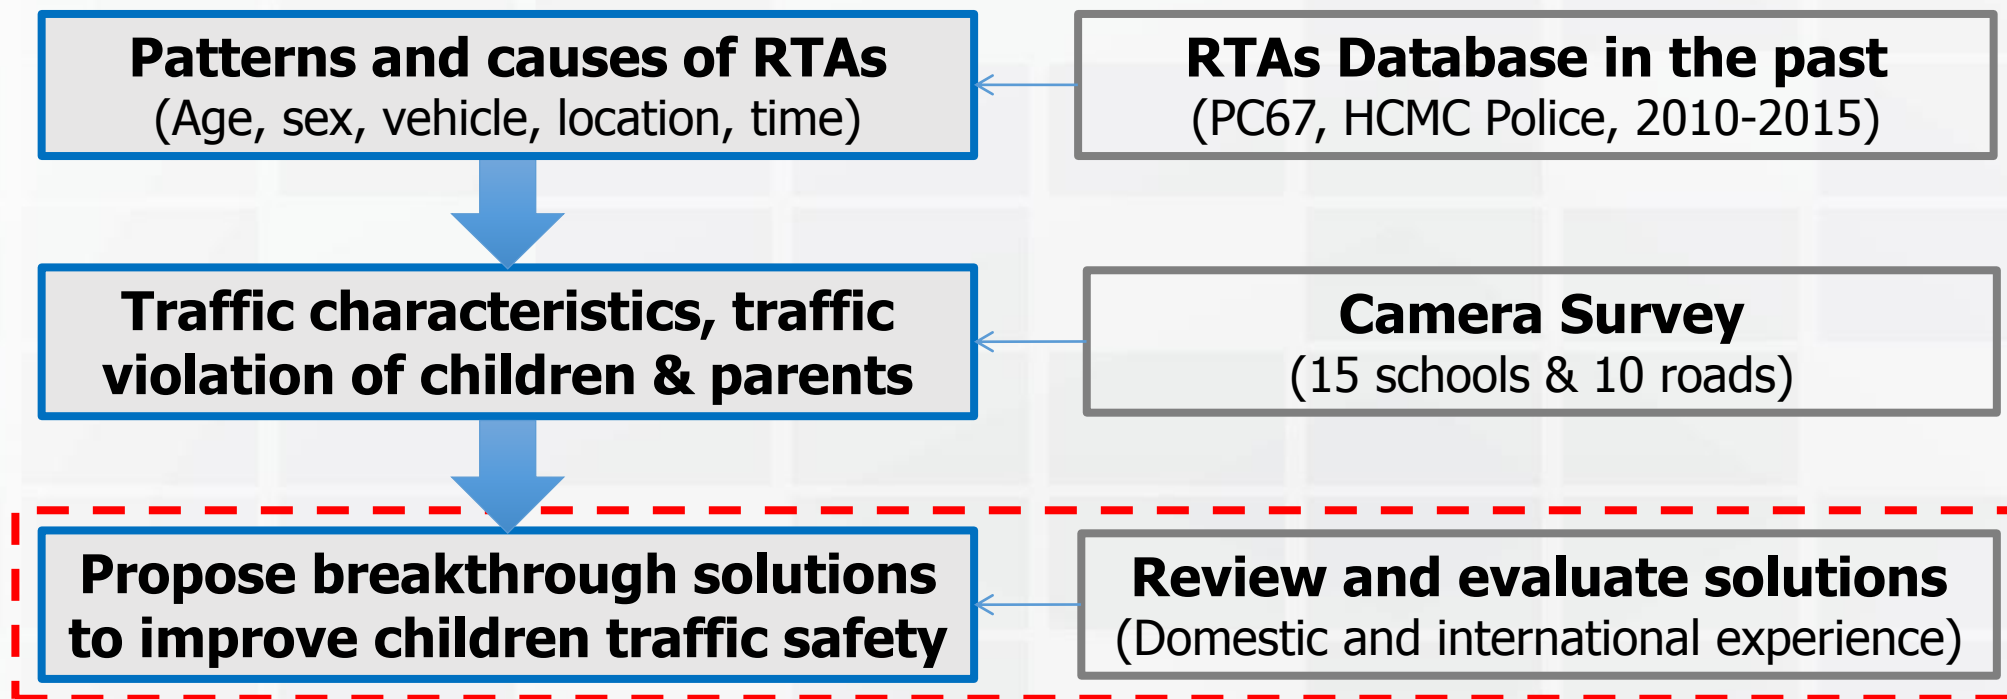 Patterns and causes of RTAs
(Age, sex, vehicle, location, time)
RTAs Database in the past
(PC67, HCMC Police, 2010-2015)
Traffic characteristics, traffic
violation of children & parents
Camera Survey
(15 schools & 10 roads)
Propose breakthrough solutions
to improve children traffic safety
Review and evaluate solutions
(Domestic and international experience)